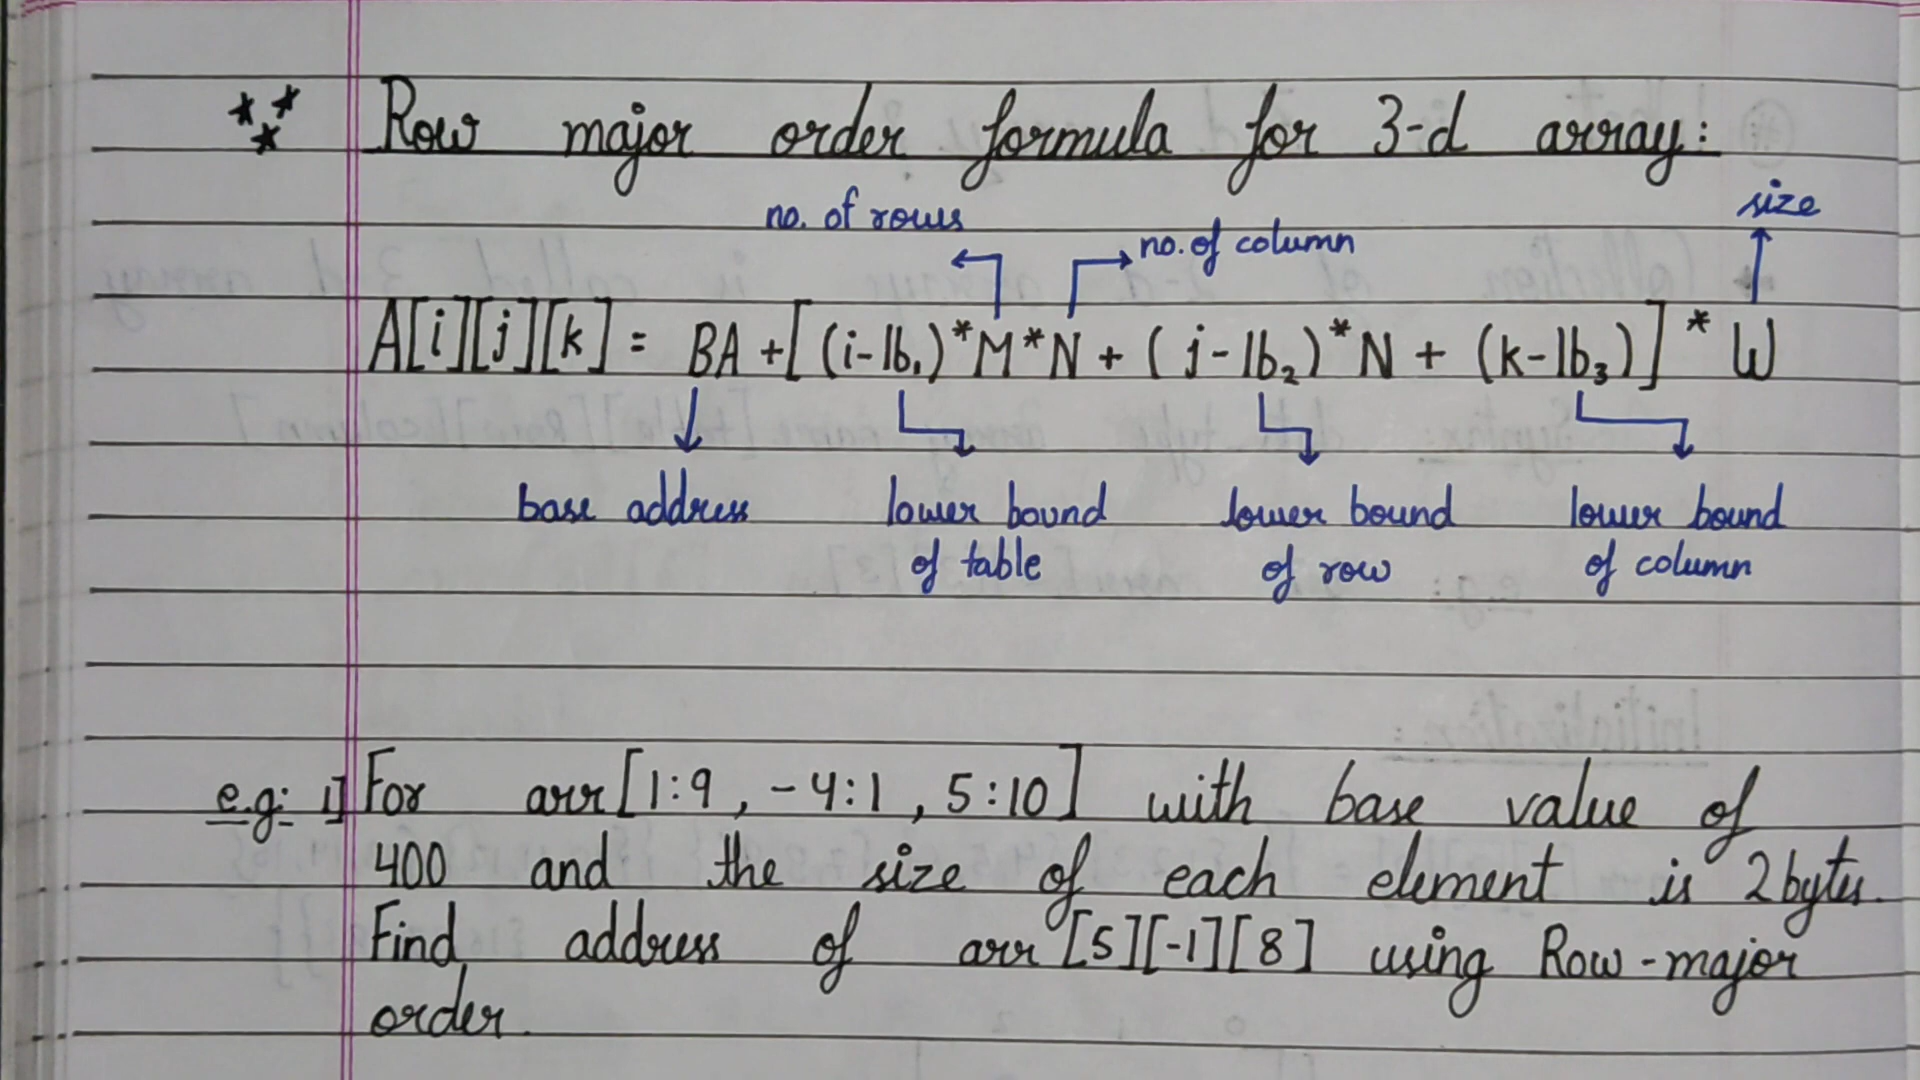 Row major order formula for 3-d array:
size
no. of rows
no. of column
A[i][j][k] = BA + [(i-lb₁)*M*N + (j-lb₂)*N + (k-lb₃)] * W
base address
lower bound of table
lower bound of row
lower bound of column
e.g: 1] For arr[1:9, -4:1, 5:10] with base value of
400 and the size of each element is 2bytes.
Find address of arr[5][-1][8] using Row-major
order.